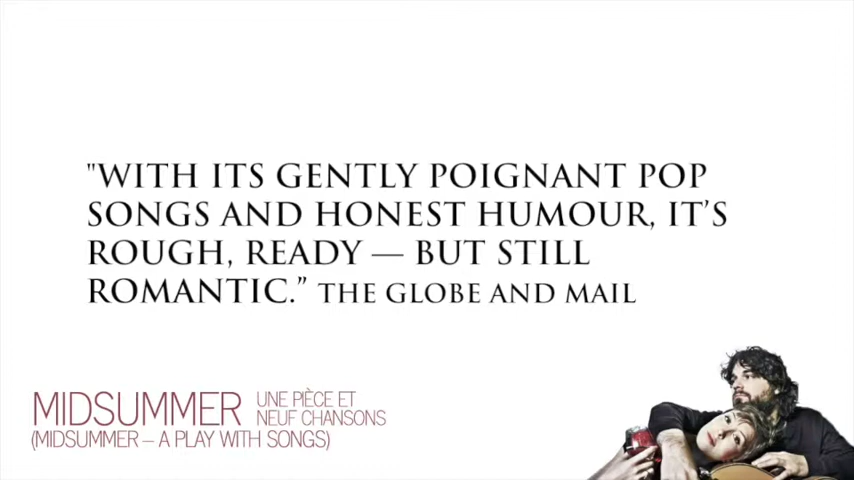 "WITH ITS GENTLY POIGNANT POP
SONGS AND HONEST HUMOUR, IT’S
ROUGH, READY — BUT STILL
ROMANTIC.” THE GLOBE AND MAIL
MIDSUMMER UNE PIÈCE ET
NEUF CHANSONS
(MIDSUMMER – A PLAY WITH SONGS)